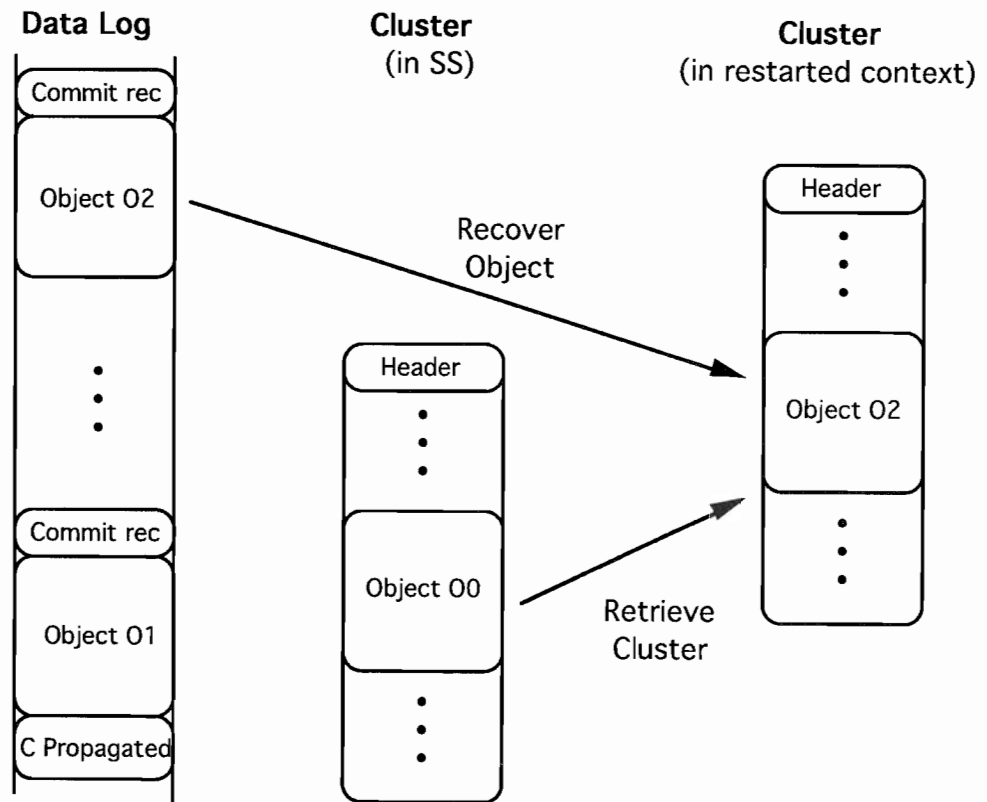 Data Log
Commit rec
Object O2
Commit rec
Object O1
C Propagated
Cluster
(in SS)
Header
Object O0
Recover
Object
Retrieve
Cluster
Cluster
(in restarted context)
Header
Object O2